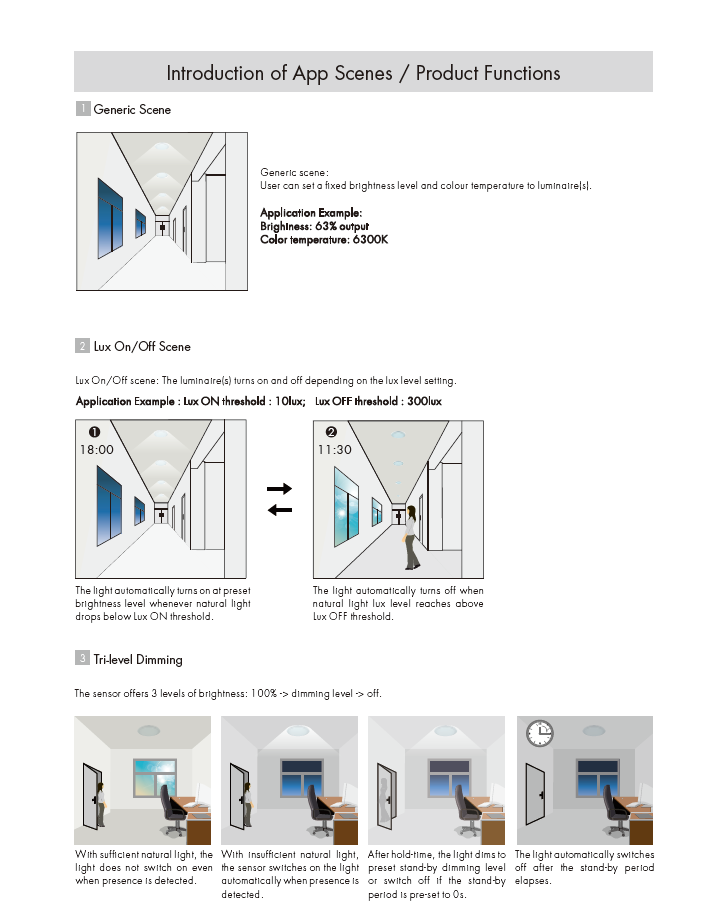 Introduction of App Scenes / Product Functions
1 Generic Scene
Generic scene:
User can set a fixed brightness level and colour temperature to luminaire(s).
Application Example:
Brighiness: 63% output
Color temperature: 6300K
2 Lux On/Off Scene
Lux On/Off scene: The luminaire(s) turns on and off depending on the lux level setting.
Application Example : Lux ON threshold : 10lux; Lux OFF threshold : 300lux
❶
18:00
❷
11:30
The light automatically turns on at preset
brightness level whenever natural light
drops below Lux ON threshold.
The light automatically turns off when
natural light lux level reaches above
Lux OFF threshold.
3 Tri-level Dimming
The sensor offers 3 levels of brightness: 100% -> dimming level -> off.
With sufficient natural light, the
light does not switch on even
when presence is detected.
With insufficient natural light,
the sensor switches on the light
automatically when presence is
detected.
After hold-time, the light dims to
preset stand-by dimming level
or switch off if the stand-by
period is pre-set to 0s.
The light automatically switches
off after the stand-by period
elapses.